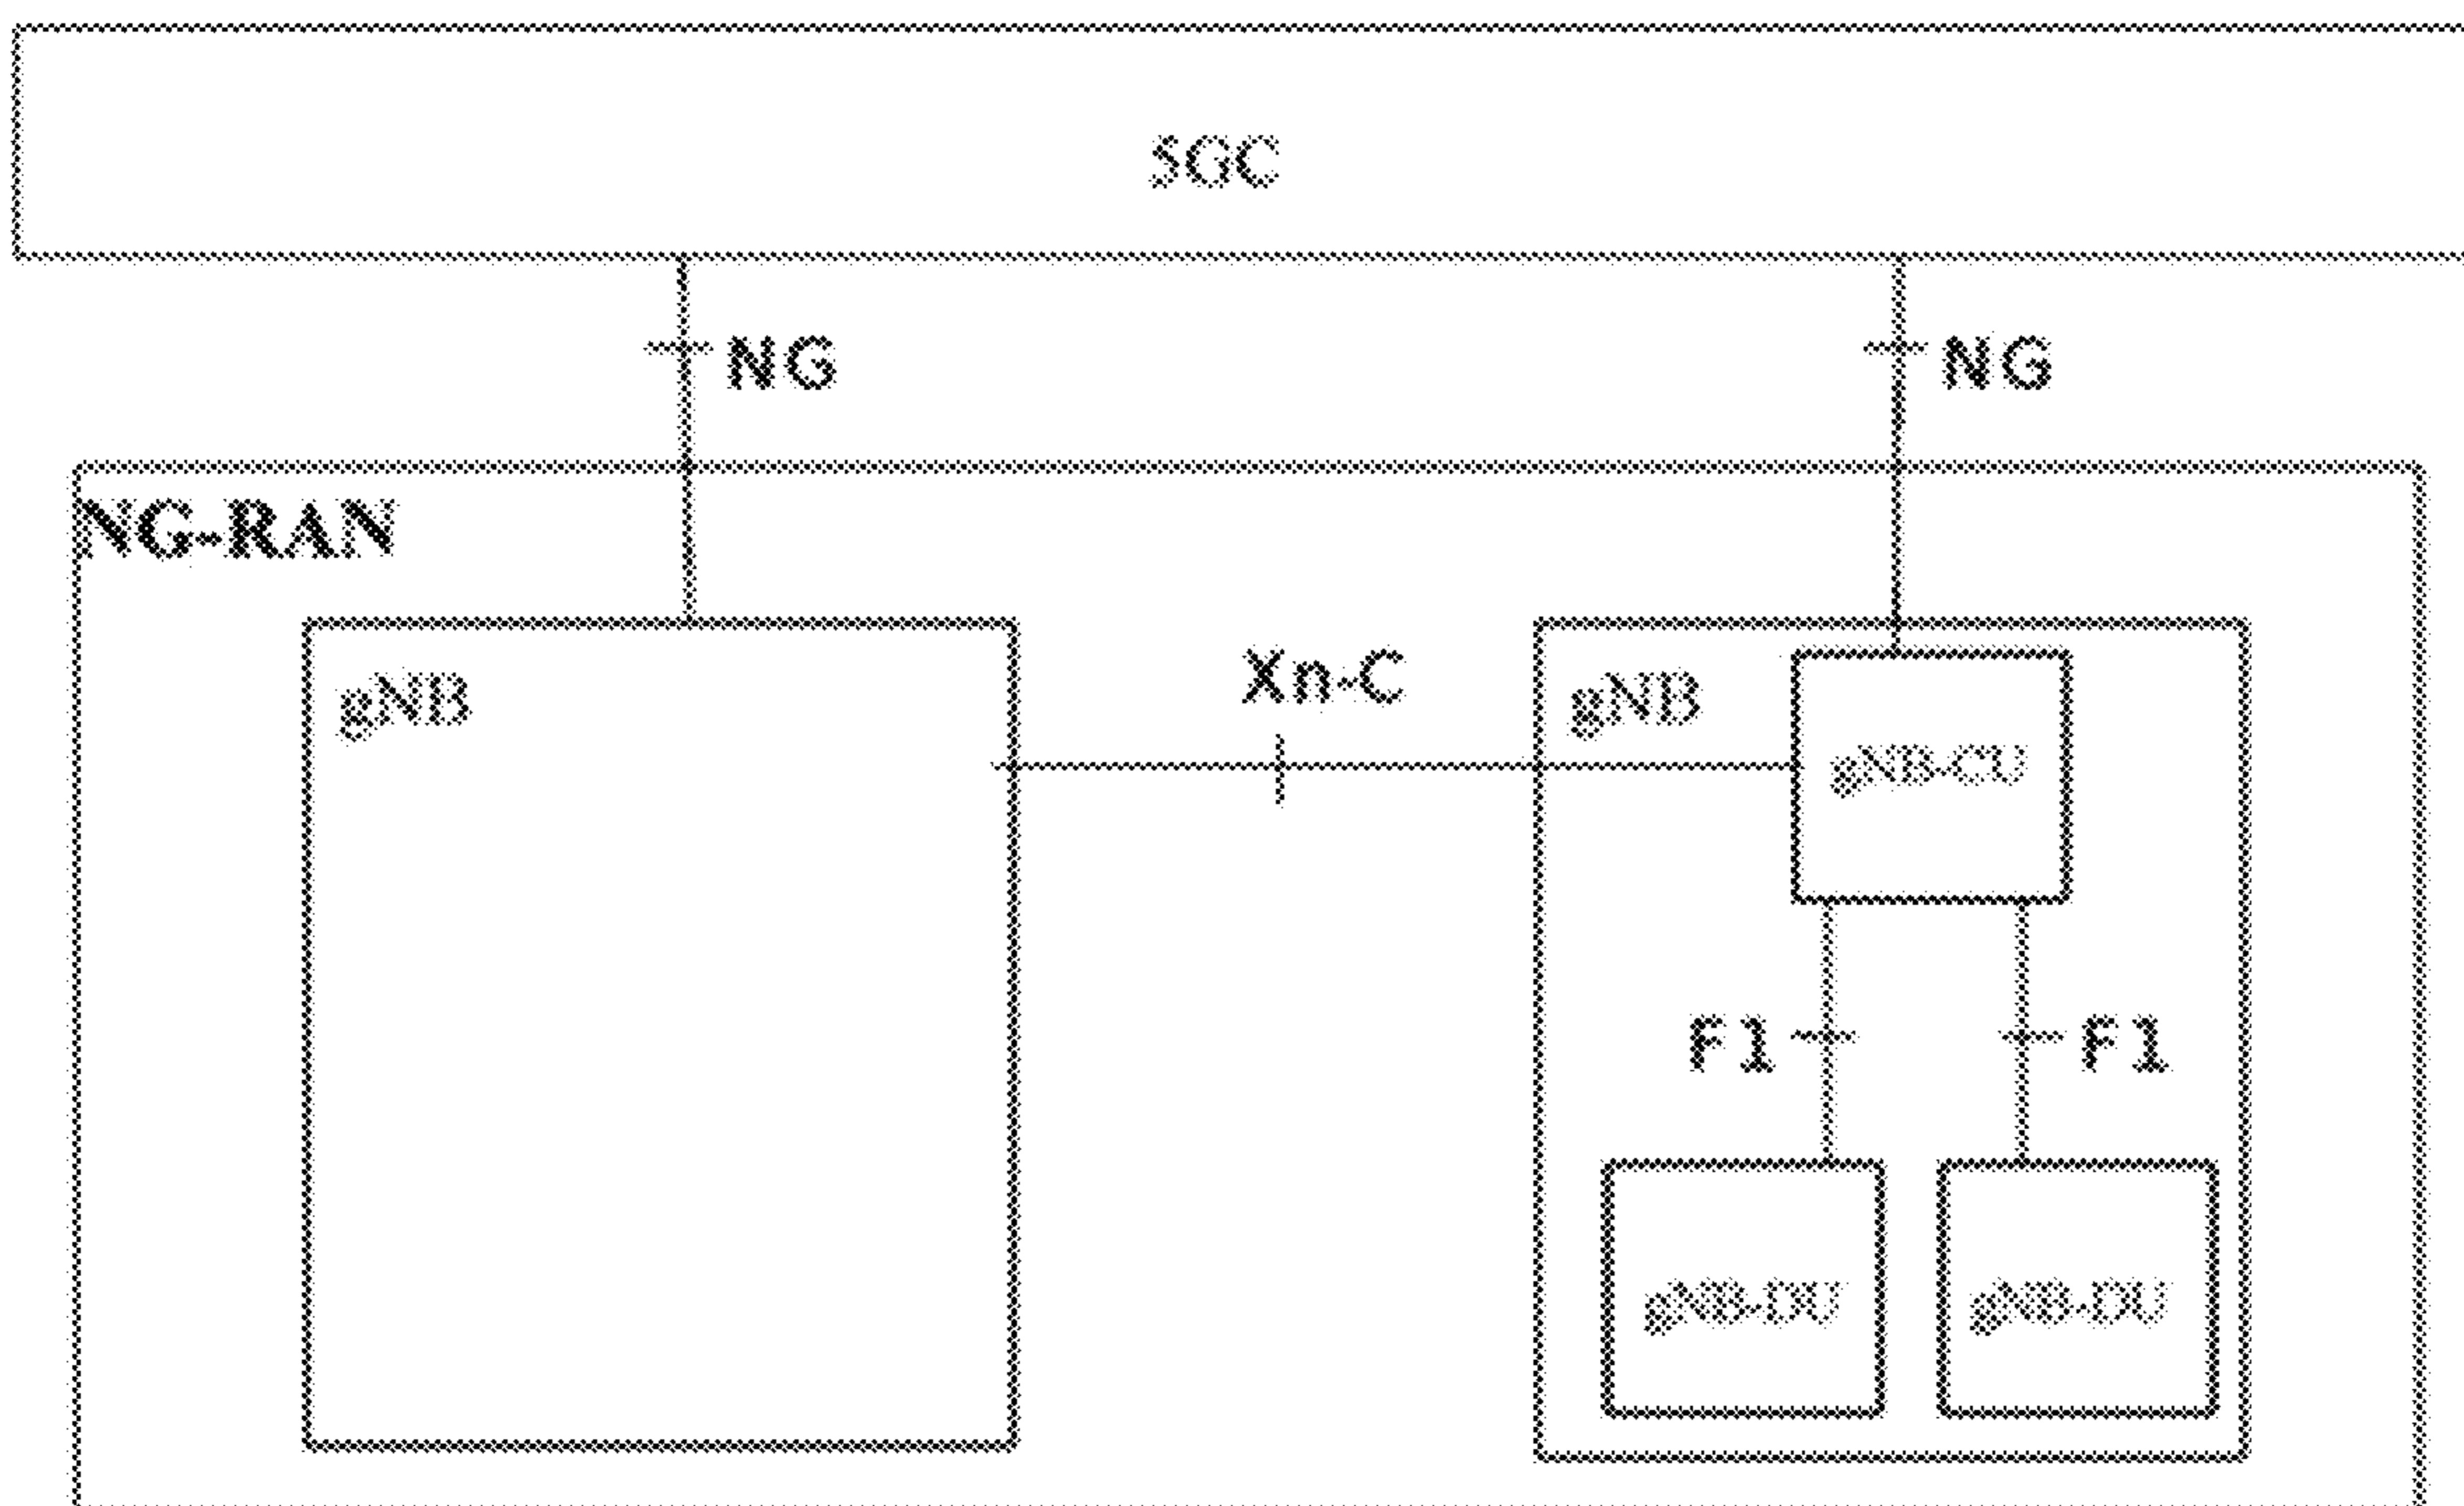 5GC
NG
NG
NG-RAN
gNB
Xn-C
gNB
gNB-CU
F1
F1
gNB-DU
gNB-DU